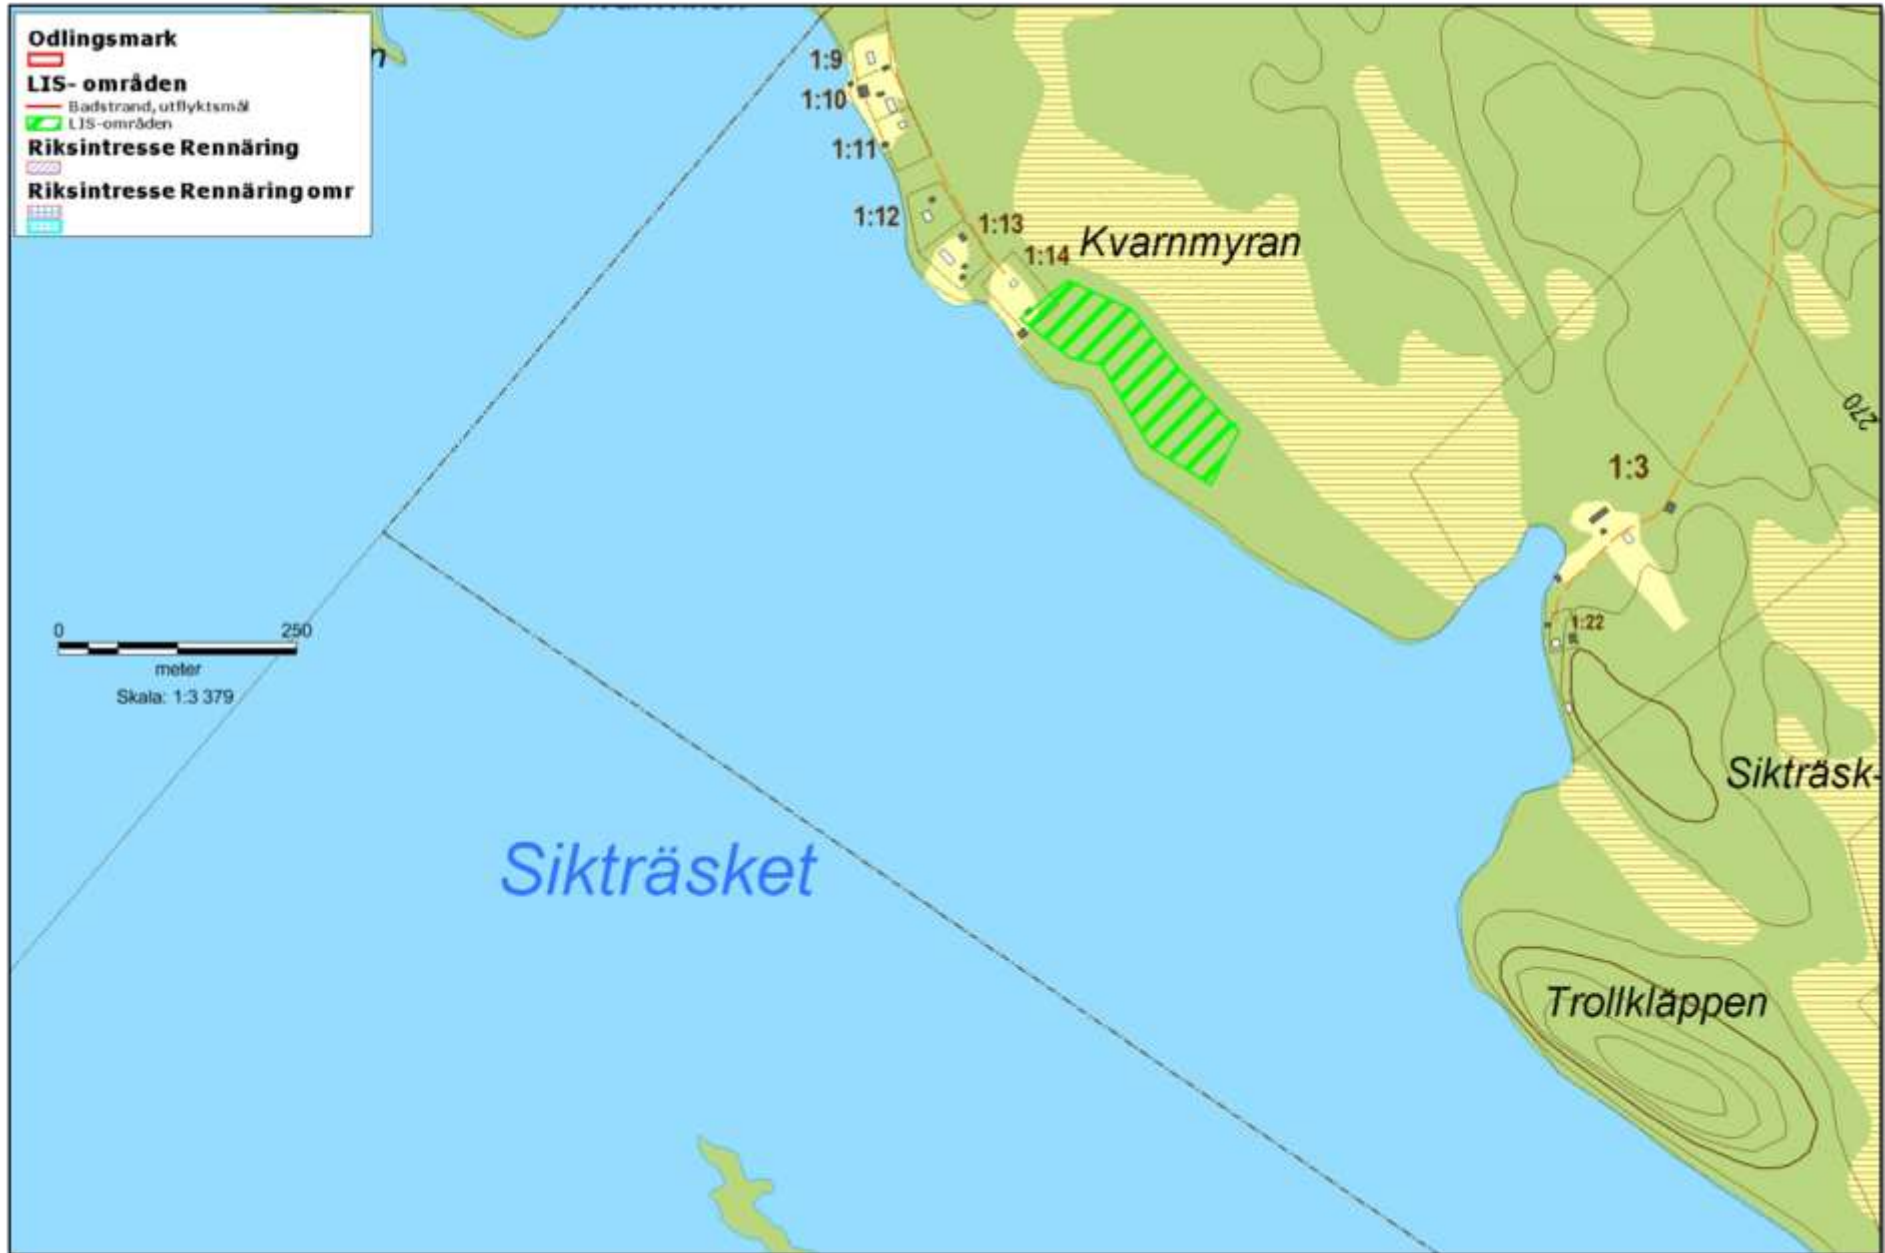 Odlingsmark
LIS- områden
Badstrand, utflyktsmål
LIS-områden
Riksintresse Rennäring
Riksintresse Rennäring omr
n
1:9
1:10
1:11
1:12
1:13
1:14
Kvarnmyran
270
1:3
1:22
0 250
meter
Skala: 1:3 379
Sikträsk-
Sikträsket
Trollkläppen